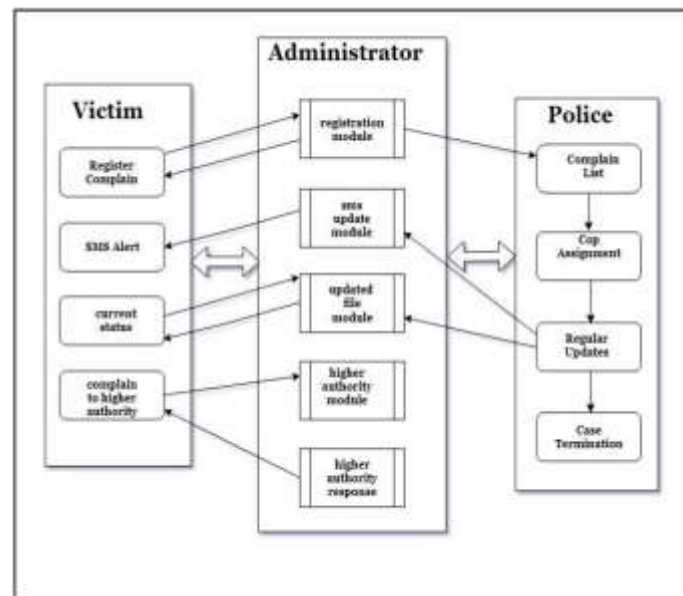 Administrator
Victim
Police
Register
Complain
SMS Alert
current
status
complain
to higher
authority
registration
module
sms
update
module
updated
file
module
higher
authority
module
higher
authority
response
Complain
List
Cop
Assignment
Regular
Updates
Case
Termination